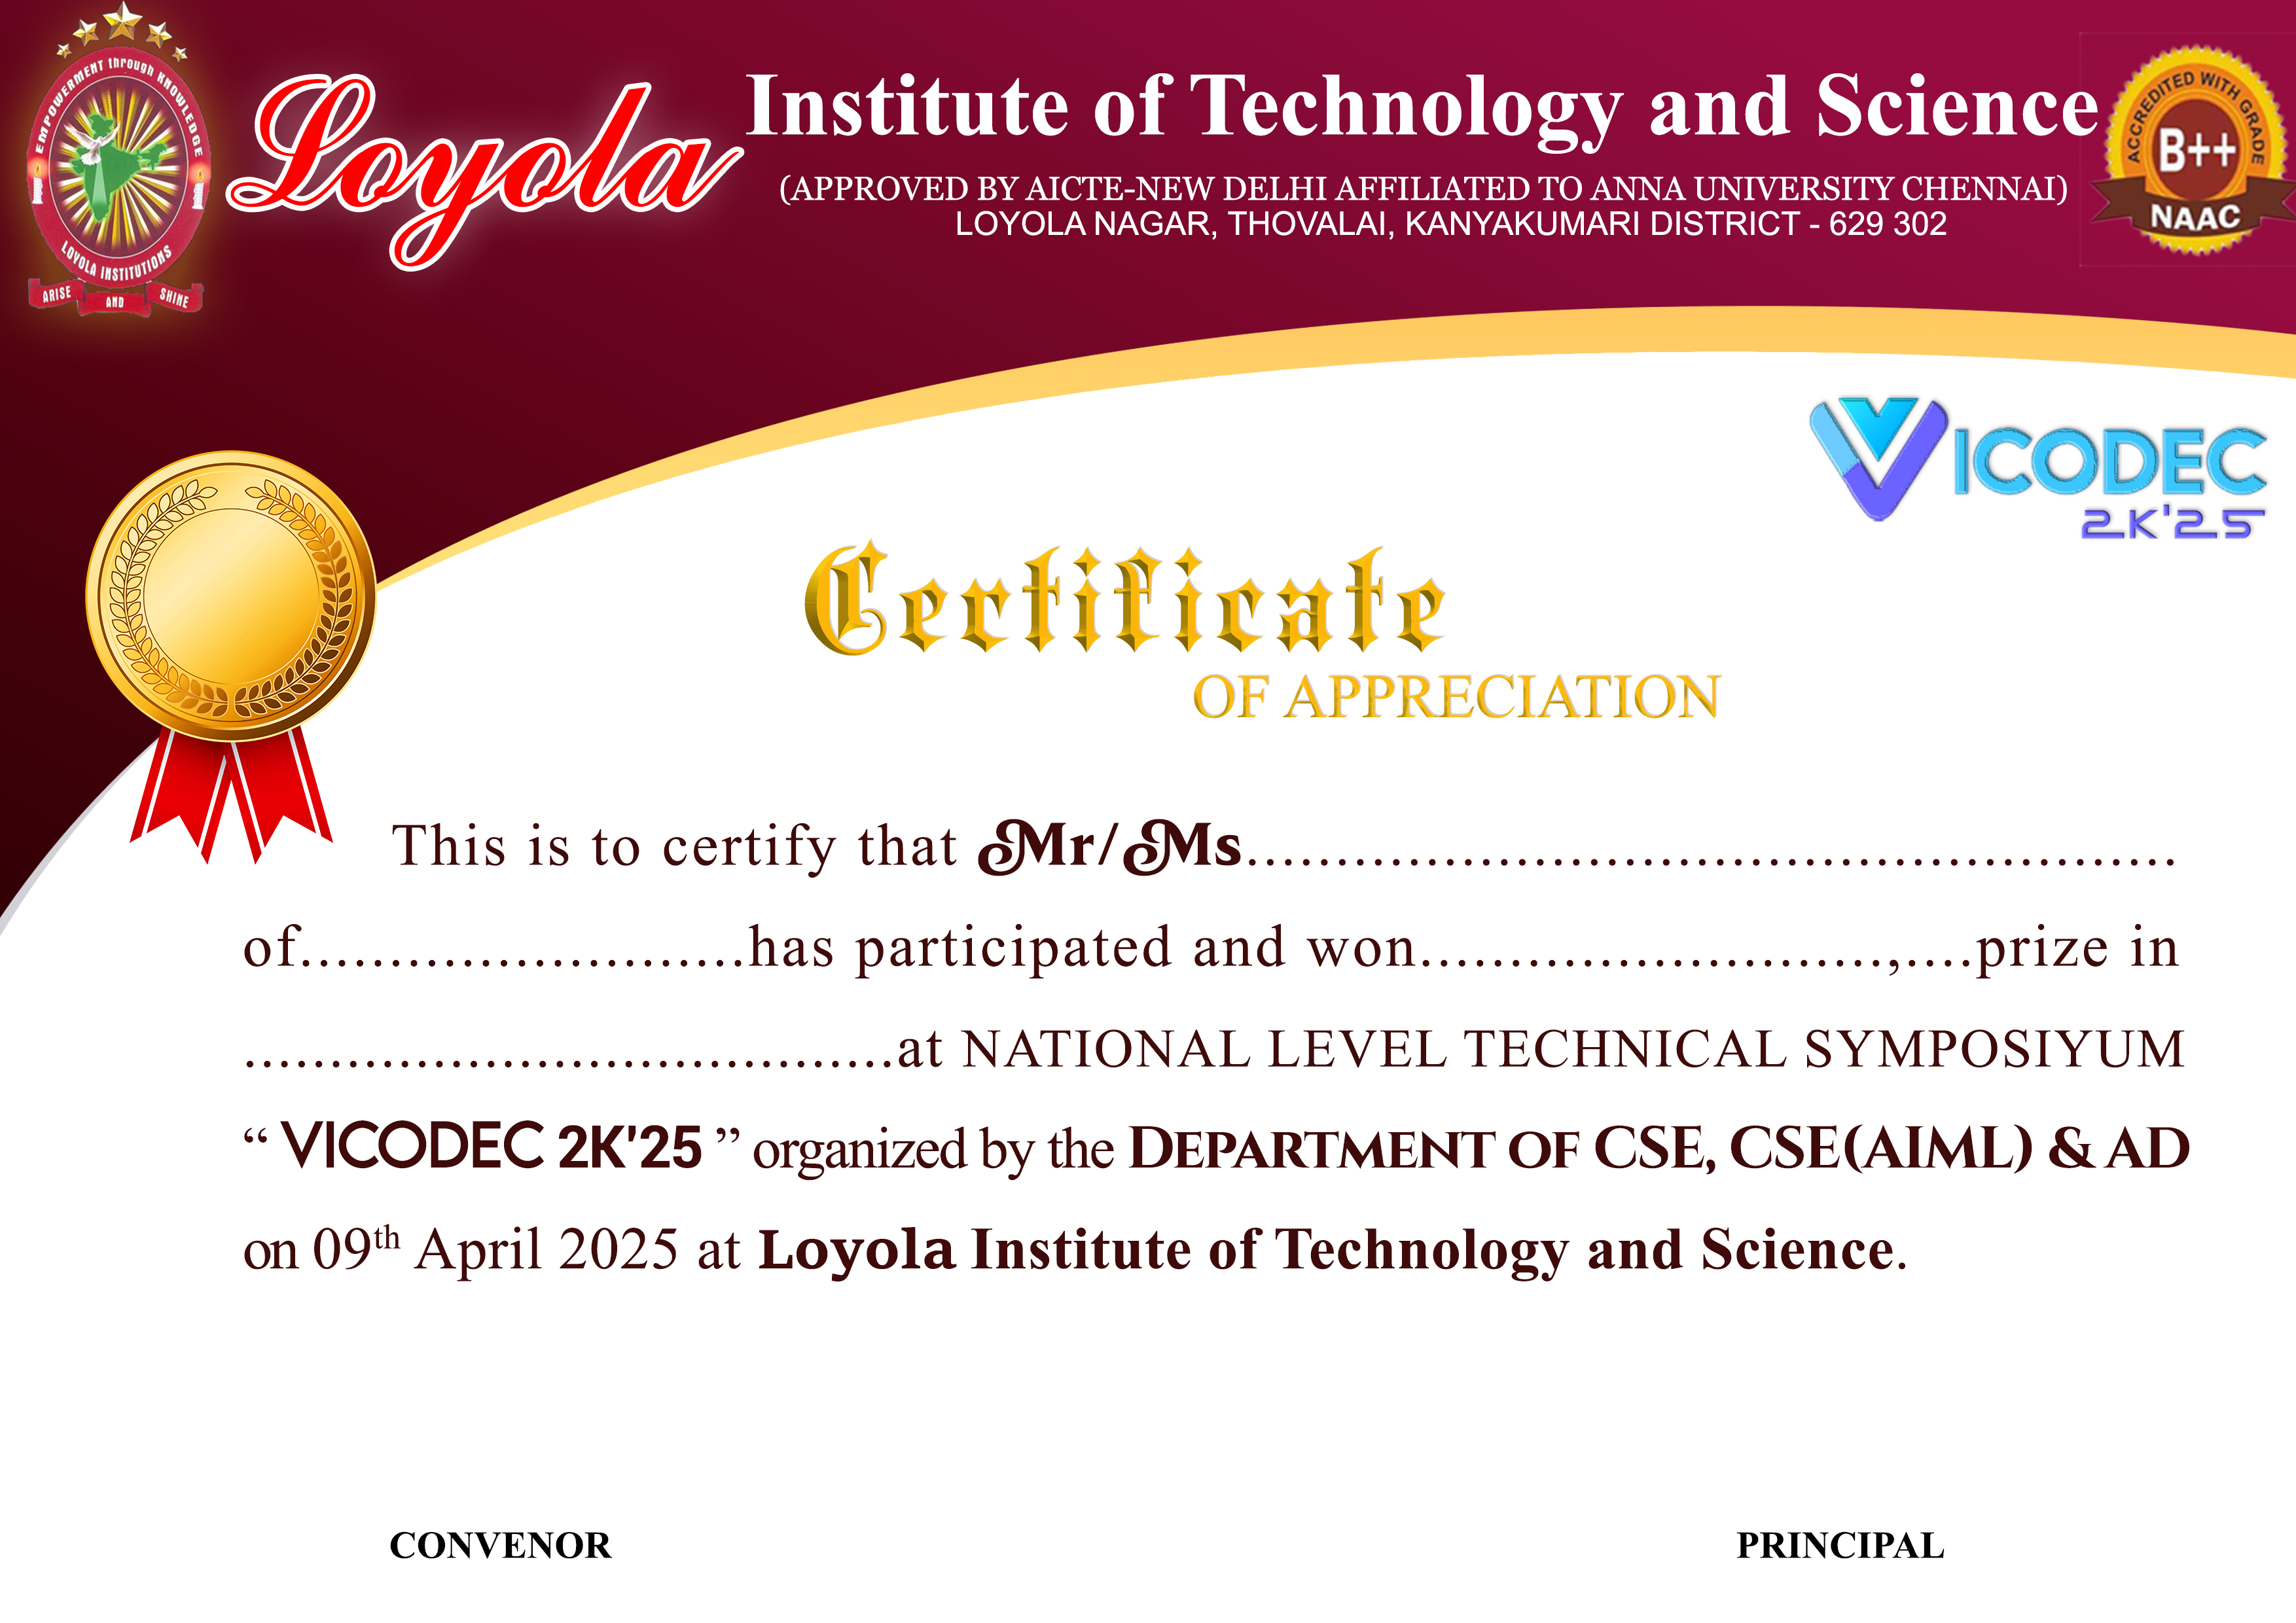 EMPOWERMENT through KNOWLEDGE
LOYOLA INSTITUTIONS
ARISE AND SHINE
Loyola Institute of Technology and Science
(APPROVED BY AICTE-NEW DELHI AFFILIATED TO ANNA UNIVERSITY CHENNAI)
LOYOLA NAGAR, THOVALAI, KANYAKUMARI DISTRICT - 629 302
ACCREDITED WITH GRADE
B++
NAAC
VICODEC
2K'25
Certificate
OF APPRECIATION
This is to certify that Mr/Ms....................................................
of.........................has participated and won..........................,....prize in
......................................at NATIONAL LEVEL TECHNICAL SYMPOSIYUM
“ VICODEC 2K'25 ” organized by the DEPARTMENT OF CSE, CSE(AIML) & AD
on 09th April 2025 at Loyola Institute of Technology and Science.
CONVENOR
PRINCIPAL